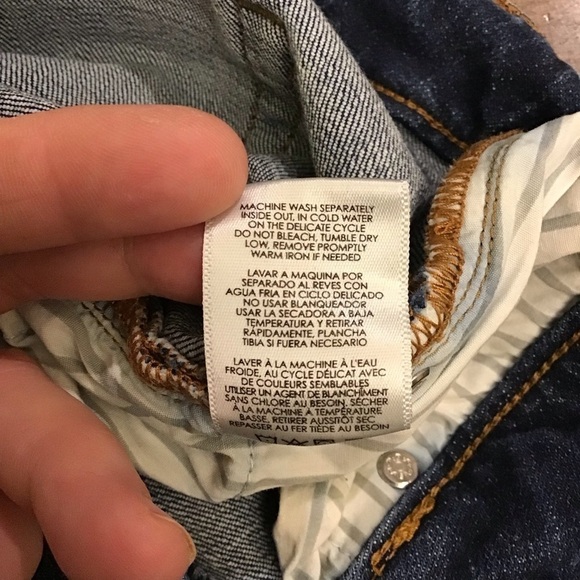 MACHINE WASH SEPARATELY
INSIDE OUT, IN COLD WATER
ON THE DELICATE CYCLE
DO NOT BLEACH, TUMBLE DRY
LOW, REMOVE PROMPTLY
WARM IRON IF NEEDED
LAVAR A MAQUINA POR
SEPARADO AL REVES CON
AGUA FRIA EN CICLO DELICADO
NO USAR BLANQUEADOR
USAR LA SECADORA A BAJA
TEMPERATURA Y RETIRAR
RÁPIDAMENTE, PLANCHA
TIBIA SI FUERA NECESARIO
LAVER À LA MACHINE À L'EAU
FROIDE, AU CYCLE DÉLICAT AVEC
DE COULEURS SEMBLABLES
UTILISER UN AGENT DE BLANCHIMENT
SANS CHLORE AU BESOIN, SÉCHER
À LA MACHINE À TEMPÉRATURE
BASSE, RETIRER AUSSITÔT SEC
REPASSER AU FER TIÈDE AU BESOIN